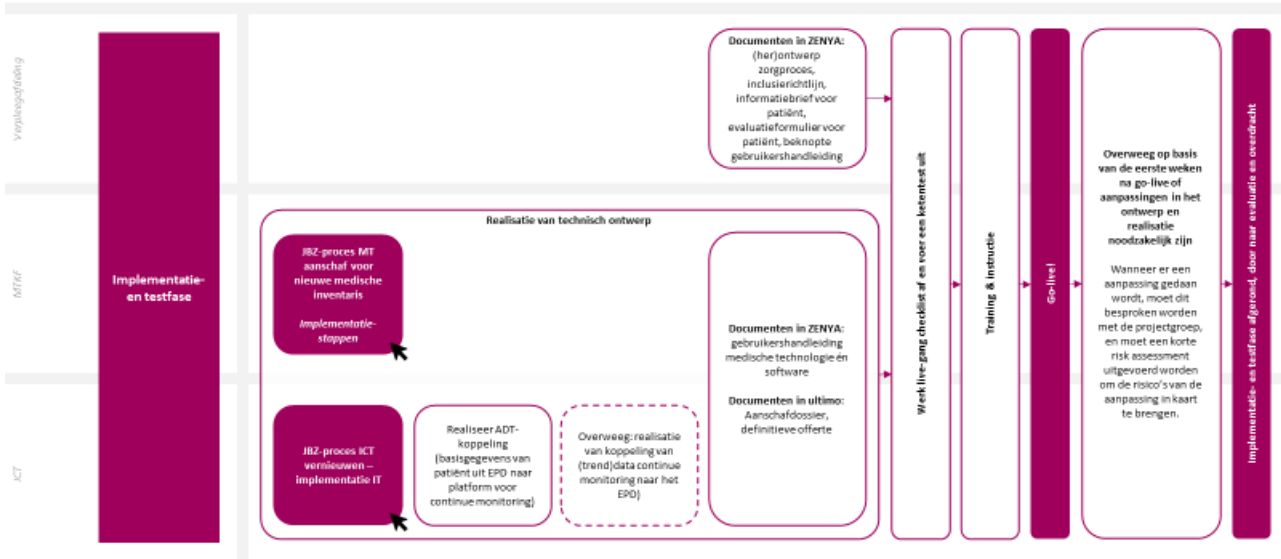 Verpleegafdeling
MTKF
ICT
Implementatie-
en testfase
Realisatie van technisch ontwerp
JBZ-proces MT
aanschaf voor
nieuwe medische
inventaris
Implementatie-
stappen
JBZ-proces ICT
vernieuwen –
implementatie IT
Realiseer ADT-
koppeling
(basisgegevens van
patiënt uit EPD naar
platform voor
continue monitoring)
Overweeg: realisatie
van koppeling van
(trend)data continue
monitoring naar het
EPD)
Documenten in ZENYA:
(her)ontwerp
zorgproces,
inclusierichtlijn,
informatiebrief voor
patiënt,
evaluatieformulier voor
patiënt, beknopte
gebruikershandleiding
Documenten in ZENYA:
gebruikershandleiding
medische technologie én
software
Documenten in ultimo:
Aanschafdossier,
definitieve offerte
Werk live-gang checklist af en voer een ketentest uit
Training & instructie
Go-live!
Overweeg op basis
van de eerste weken
na go-live of
aanpassingen in het
ontwerp en
realisatie
noodzakelijk zijn
Wanneer er een
aanpassing gedaan
wordt, moet dit
besproken worden
met de projectgroep,
en moet een korte
risk assessment
uitgevoerd worden
om de risico's van de
aanpassing in kaart
te brengen.
Implementatie- en testfase afgerond, door naar evaluatie en overdracht